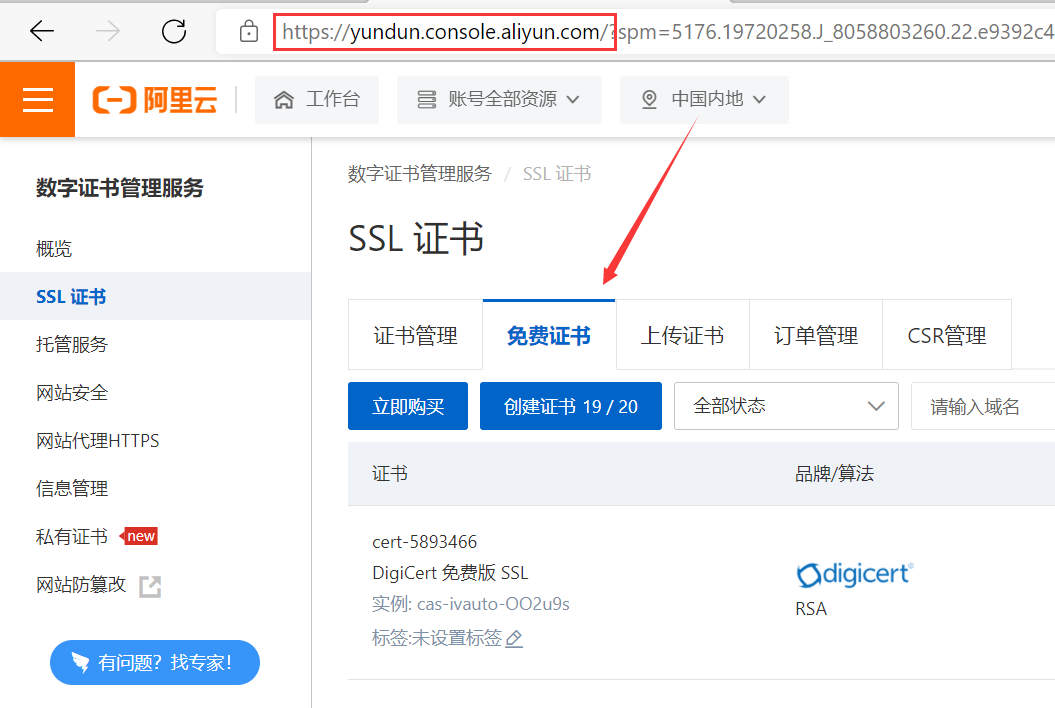 https://yundun.console.aliyun.com/?spm=5176.19720258.J_8058803260.22.e9392c4
阿里云 工作台 账号全部资源 中国内地
数字证书管理服务
概览
SSL 证书
托管服务
网站安全
网站代理HTTPS
信息管理
私有证书 new
网站防篡改
有问题？找专家！
数字证书管理服务 / SSL 证书
SSL 证书
证书管理 免费证书 上传证书 订单管理 CSR管理
立即购买 创建证书 19 / 20 全部状态 请输入域名
证书 品牌/算法
cert-5893466
DigiCert 免费版 SSL
实例: cas-ivauto-OO2u9s
标签:未设置标签
digicert®
RSA